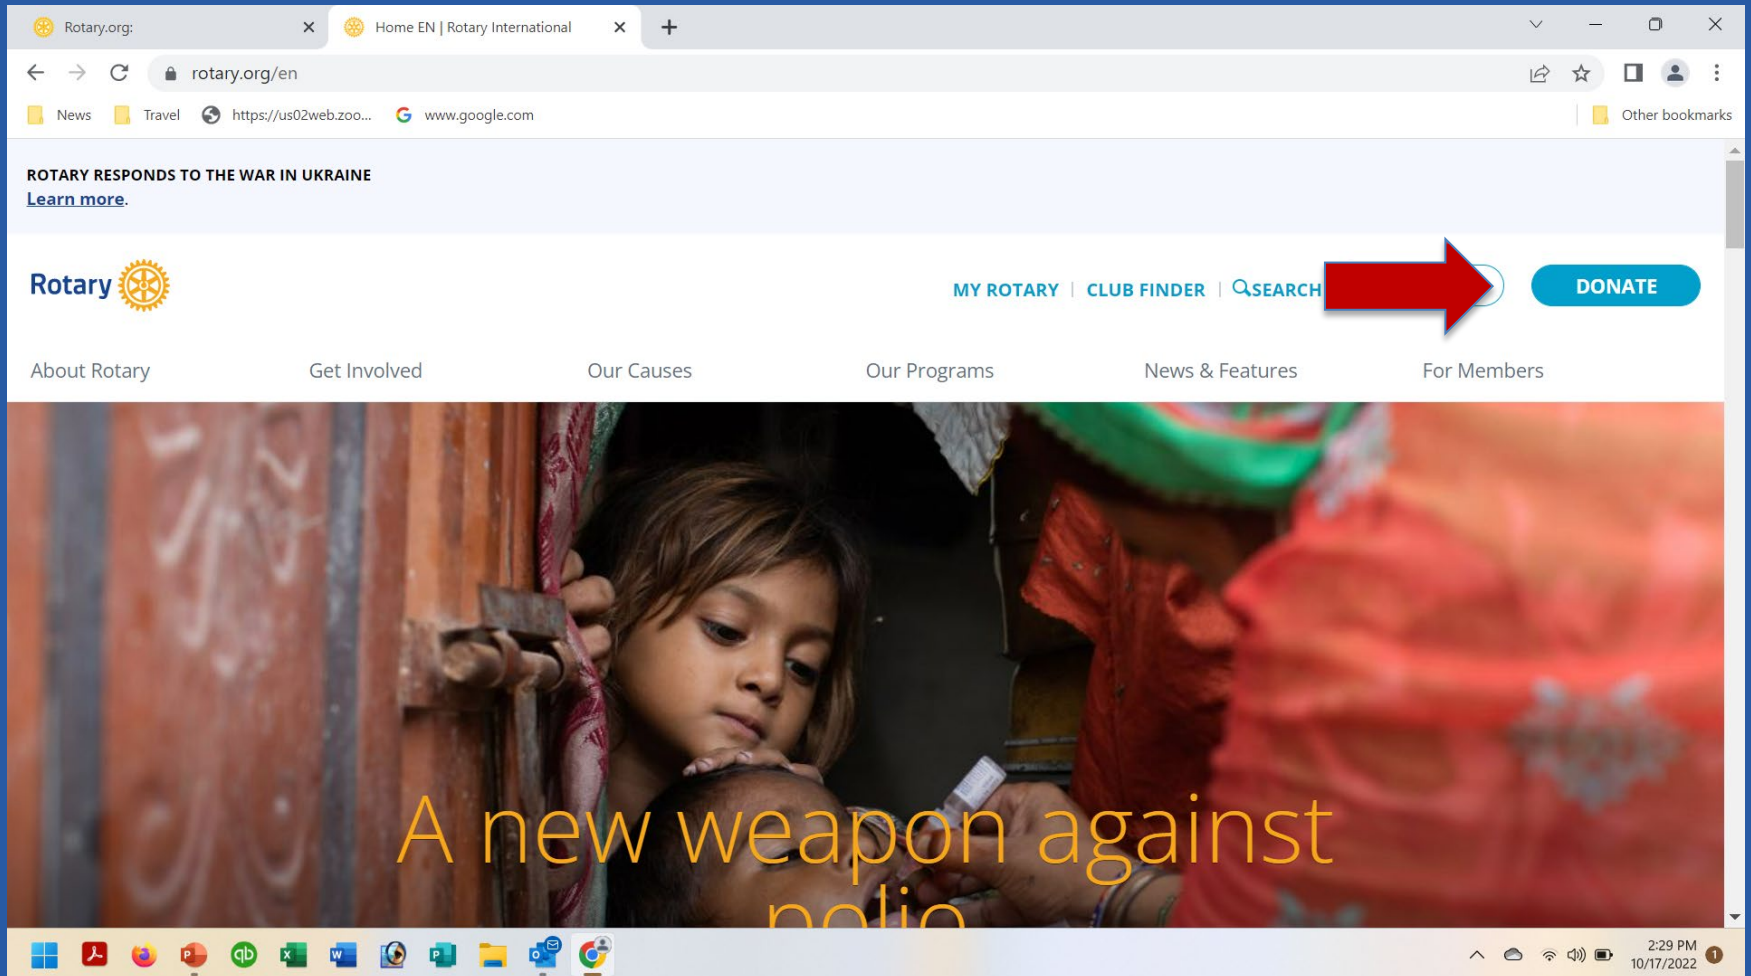 Rotary.org:
Home EN | Rotary International
rotary.org/en
News
Travel
https://us02web.zoo...
www.google.com
Other bookmarks
ROTARY RESPONDS TO THE WAR IN UKRAINE
Learn more.
Rotary
MY ROTARY | CLUB FINDER | SEARCH
DONATE
About Rotary
Get Involved
Our Causes
Our Programs
News & Features
For Members
A new weapon against
polio
2:29 PM
10/17/2022
1